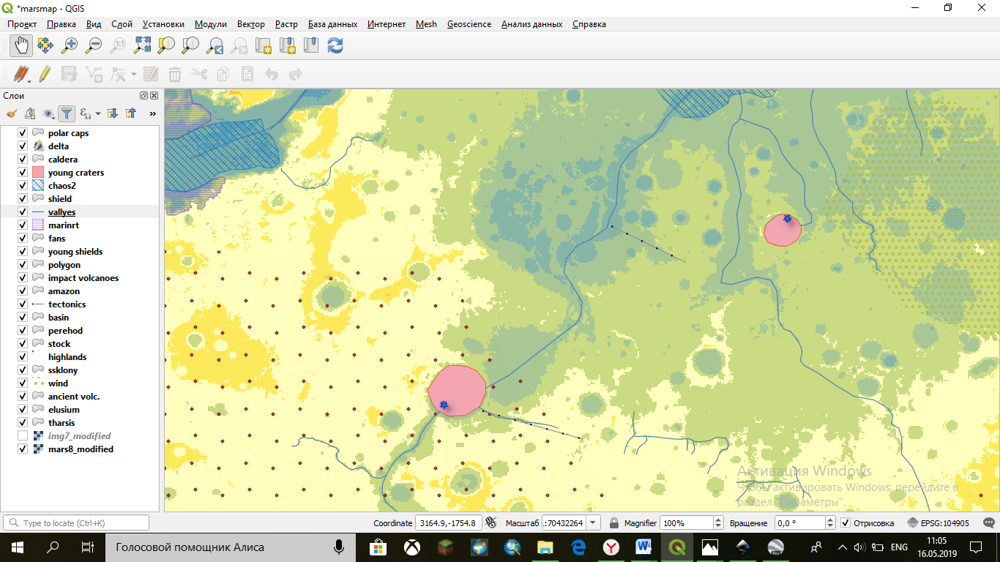 *marsmap - QGIS
Проект Правка Вид Слой Установки Модули Вектор Растр База данных Интернет Mesh Geoscience Анализ данных Справка
1:1
Слои
ε
»
polar caps
delta
caldera
young craters
chaos2
shield
vallyes
marinrt
fans
young shields
polygon
impact volcanoes
amazon
tectonics
basin
perehod
stock
highlands
ssklony
wind
ancient volc.
elusium
tharsis
img7_modified
mars8_modified
Активация Windows
Чтобы активировать Windows, перейдите в
раздел "Параметры".
Type to locate (Ctrl+K)
Coordinate 3164.9,-1754.8 Масштаб .:70432264 Magnifier 100% Вращение 0,0 ° Отрисовка EPSG:104905
Голосовой помощник Алиса
ENG
11:05
16.05.2019